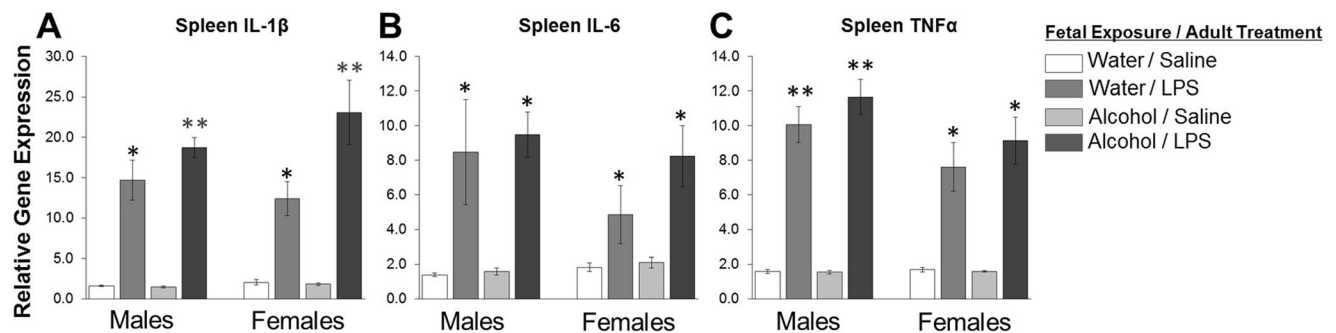 A Spleen IL-1β
Relative Gene Expression
30.0
25.0
20.0
15.0
10.0
5.0
0.0
* ** * **
Males Females
B Spleen IL-6
14.0
12.0
10.0
8.0
6.0
4.0
2.0
0.0
* * * *
Males Females
C Spleen TNFα
14.0
12.0
10.0
8.0
6.0
4.0
2.0
0.0
** ** * *
Males Females
Fetal Exposure / Adult Treatment
Water / Saline
Water / LPS
Alcohol / Saline
Alcohol / LPS